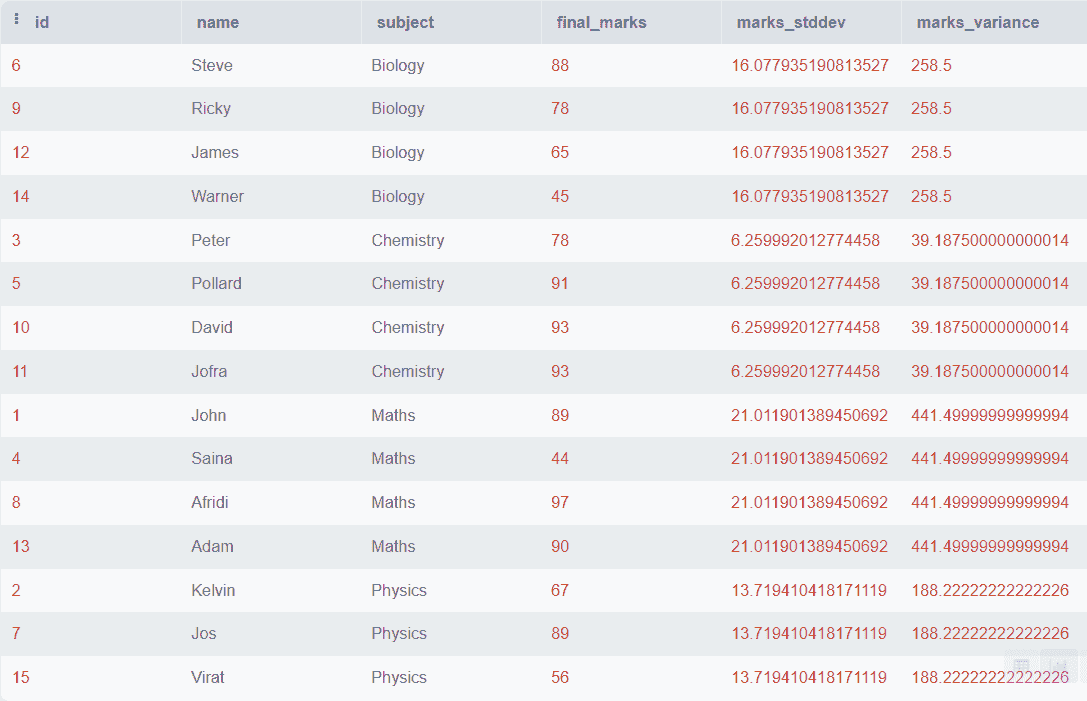 id name subject final_marks marks_stddev marks_variance
6 Steve Biology 88 16.077935190813527 258.5
9 Ricky Biology 78 16.077935190813527 258.5
12 James Biology 65 16.077935190813527 258.5
14 Warner Biology 45 16.077935190813527 258.5
3 Peter Chemistry 78 6.259992012774458 39.187500000000014
5 Pollard Chemistry 91 6.259992012774458 39.187500000000014
10 David Chemistry 93 6.259992012774458 39.187500000000014
11 Jofra Chemistry 93 6.259992012774458 39.187500000000014
1 John Maths 89 21.011901389450692 441.49999999999994
4 Saina Maths 44 21.011901389450692 441.49999999999994
8 Afridi Maths 97 21.011901389450692 441.49999999999994
13 Adam Maths 90 21.011901389450692 441.49999999999994
2 Kelvin Physics 67 13.719410418171119 188.22222222222226
7 Jos Physics 89 13.719410418171119 188.22222222222226
15 Virat Physics 56 13.719410418171119 188.22222222222226